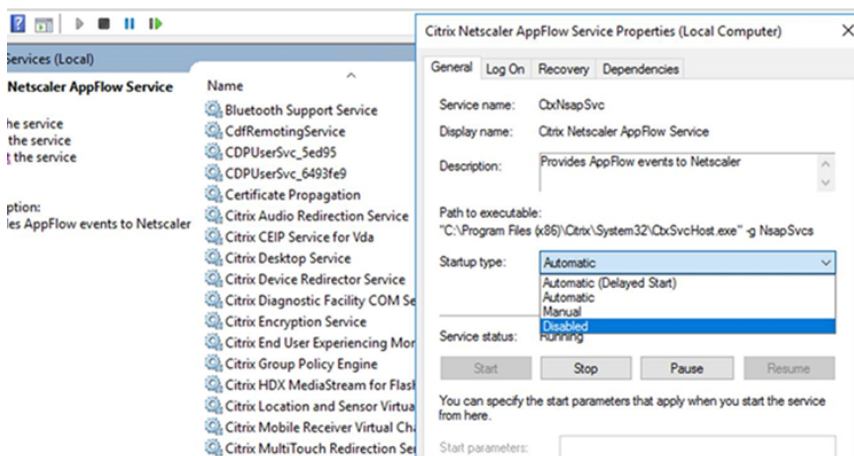 Services (Local)
Netscaler AppFlow Service
he service
the service
t the service
ption:
les AppFlow events to Netscaler
Name
Bluetooth Support Service
CdfRemotingService
CDPUserSvc_5ed95
CDPUserSvc_6493fe9
Certificate Propagation
Citrix Audio Redirection Service
Citrix CEIP Service for Vda
Citrix Desktop Service
Citrix Device Redirector Service
Citrix Diagnostic Facility COM Se
Citrix Encryption Service
Citrix End User Experiencing Mor
Citrix Group Policy Engine
Citrix HDX MediaStream for Flash
Citrix Location and Sensor Virtua
Citrix Mobile Receiver Virtual Cha
Citrix MultiTouch Redirection Ser
Citrix Netscaler AppFlow Service Properties (Local Computer)
General Log On Recovery Dependencies
Service name: CtxNsapSvc
Display name: Citrix Netscaler AppFlow Service
Description: Provides AppFlow events to Netscaler
Path to executable:
"C:\Program Files (x86)\Citrix\System32\CtxSvcHost.exe" -g NsapSvcs
Startup type: Automatic
Automatic (Delayed Start)
Automatic
Manual
Disabled
Service status: Running
Start Stop Pause Resume
You can specify the start parameters that apply when you start the service
from here.
Start parameters: